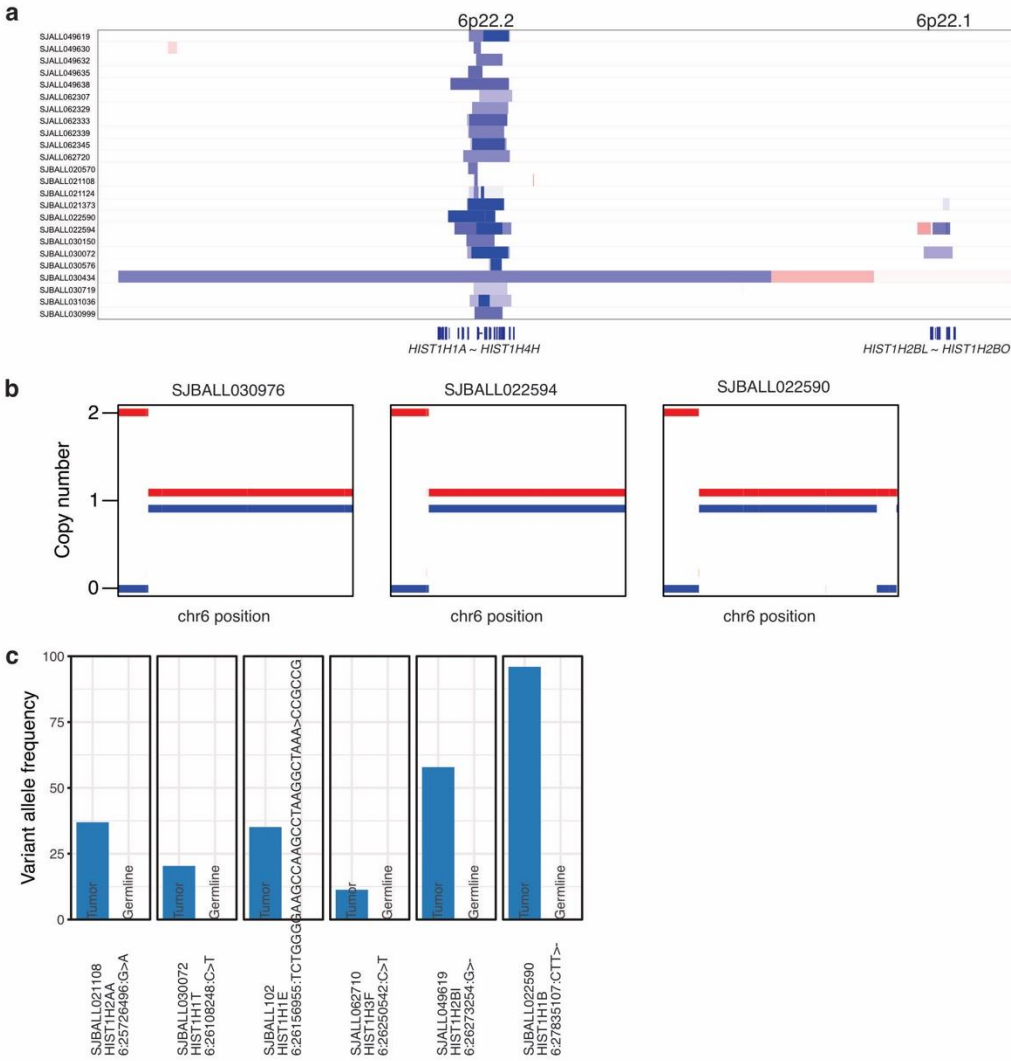 a
6p22.2 6p22.1
SJALL049619
SJALL049630
SJALL049632
SJALL049635
SJALL049638
SJALL062307
SJALL062329
SJALL062333
SJALL062339
SJALL062345
SJALL062720
SJBALL020570
SJBALL021108
SJBALL021124
SJBALL021373
SJBALL022590
SJBALL022594
SJBALL030150
SJBALL030072
SJBALL030576
SJBALL030434
SJBALL030719
SJBALL031036
SJBALL030999
HIST1H1A ~ HIST1H4H HIST1H2BL ~ HIST1H2BO
b
SJBALL030976 SJBALL022594 SJBALL022590
Copy number
2
1
0
chr6 position chr6 position chr6 position
c
Variant allele frequency
100
75
50
25
0
Tumor
Germline
Tumor
Germline
Tumor
Tumor
Germline
Tumor
Germline
Tumor
Germline
SJBALL021108
HIST1H2AA
6:25726496:G>A
SJBALL030072
HIST1H1T
6:26108248:C>T
SJBALL102
HIST1H1E
6:26156955:TCTGGGGAAGCCAAGCCTAAGGCTAAA>CCGCCG
SJALL062710
HIST1H3F
6:26250542:C>T
SJALL049619
HIST1H2BI
6:26273254:G>-
SJBALL022590
HIST1H1B
6:27835107:CTT>-